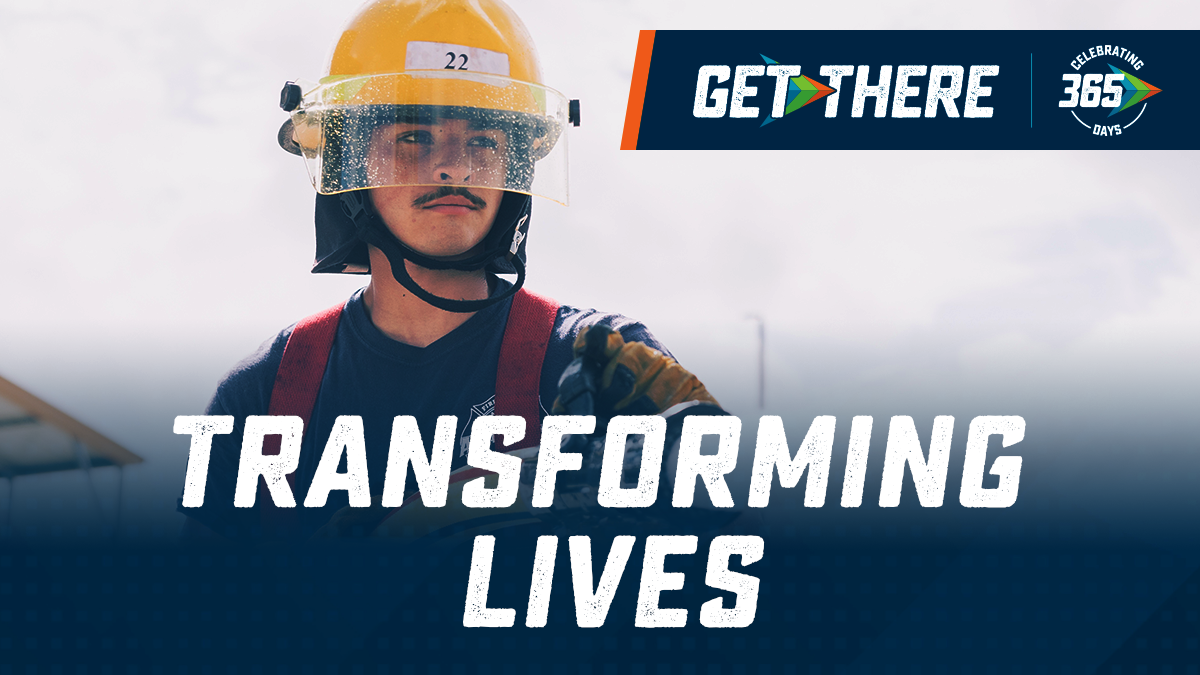 22
GET THERE
CELEBRATING
365
DAYS
TRANSFORMING
LIVES